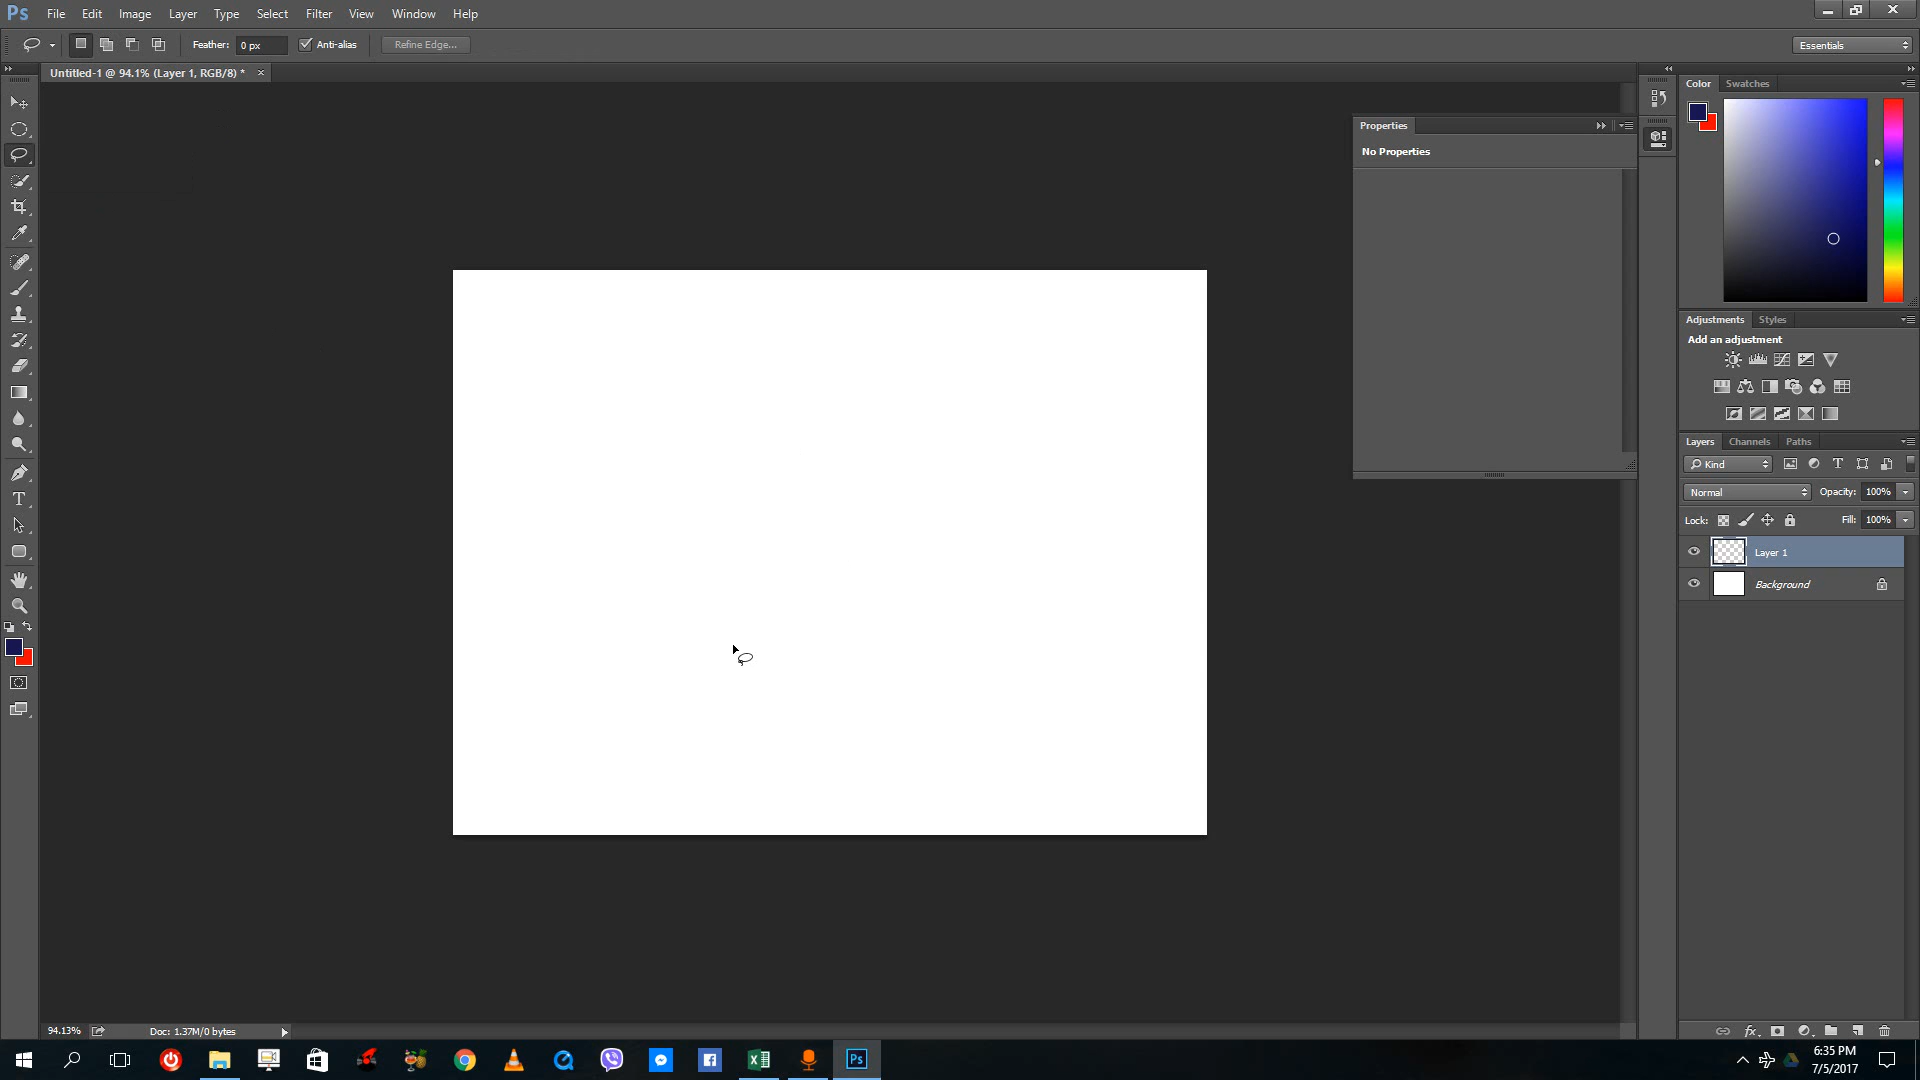 Ps File Edit Image Layer Type Select Filter View Window Help
Feather: 0 px Anti-alias Refine Edge... Essentials
Untitled-1 @ 94.1% (Layer 1, RGB/8) * ×
Color Swatches
Properties
No Properties
Adjustments Styles
Add an adjustment
Layers Channels Paths
Kind
Normal Opacity: 100%
Lock: Fill: 100%
Layer 1
Background
94.13% Doc: 1.37M/0 bytes
fx
Ps
6:35 PM
7/5/2017